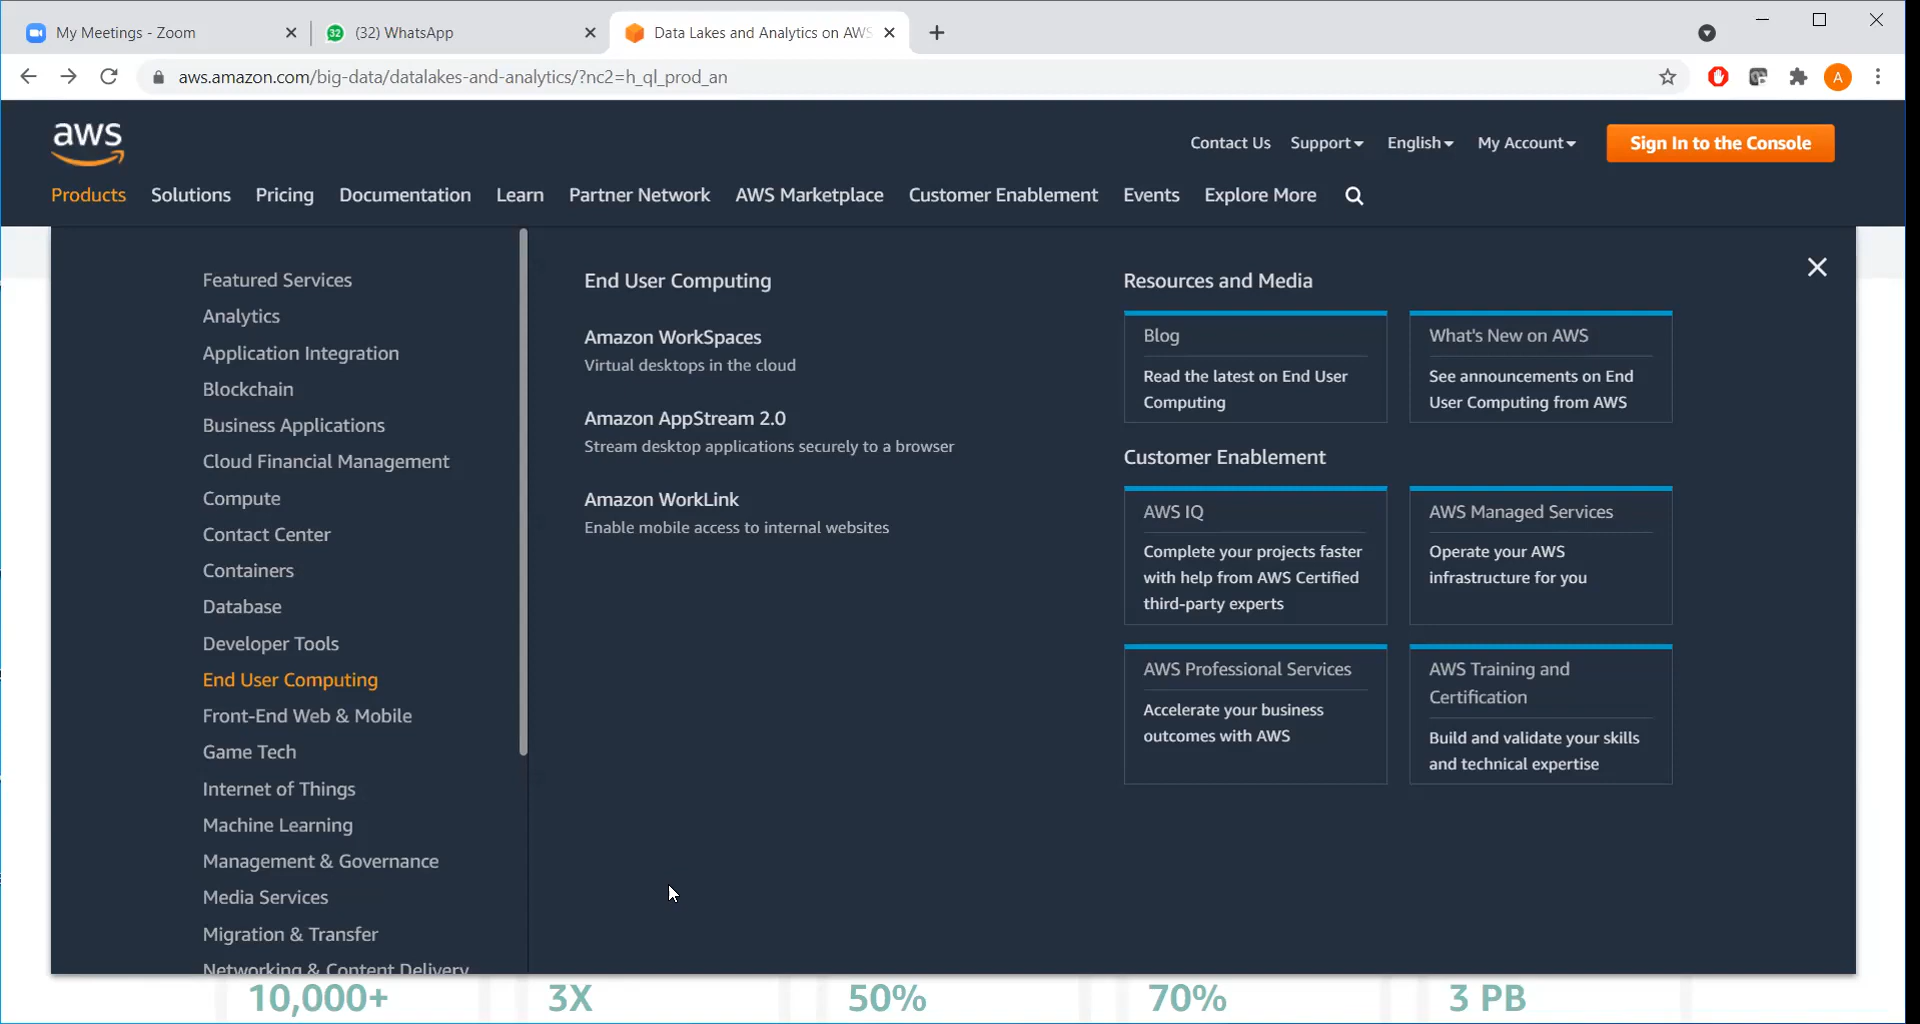 My Meetings - Zoom
32
(32) WhatsApp
Data Lakes and Analytics on AWS
aws.amazon.com/big-data/datalakes-and-analytics/?nc2=h_ql_prod_an
A
aws
Contact Us
Support
English
My Account
Sign In to the Console
Products
Solutions
Pricing
Documentation
Learn
Partner Network
AWS Marketplace
Customer Enablement
Events
Explore More
Featured Services
Analytics
Application Integration
Blockchain
Business Applications
Cloud Financial Management
Compute
Contact Center
Containers
Database
Developer Tools
End User Computing
Front-End Web & Mobile
Game Tech
Internet of Things
Machine Learning
Management & Governance
Media Services
Migration & Transfer
Networking & Content Delivery
End User Computing
Amazon WorkSpaces
Virtual desktops in the cloud
Amazon AppStream 2.0
Stream desktop applications securely to a browser
Amazon WorkLink
Enable mobile access to internal websites
Resources and Media
Blog
Read the latest on End User
Computing
What's New on AWS
See announcements on End
User Computing from AWS
Customer Enablement
AWS IQ
Complete your projects faster
with help from AWS Certified
third-party experts
AWS Managed Services
Operate your AWS
infrastructure for you
AWS Professional Services
Accelerate your business
outcomes with AWS
AWS Training and
Certification
Build and validate your skills
and technical expertise
10,000+
3X
50%
70%
3 PB